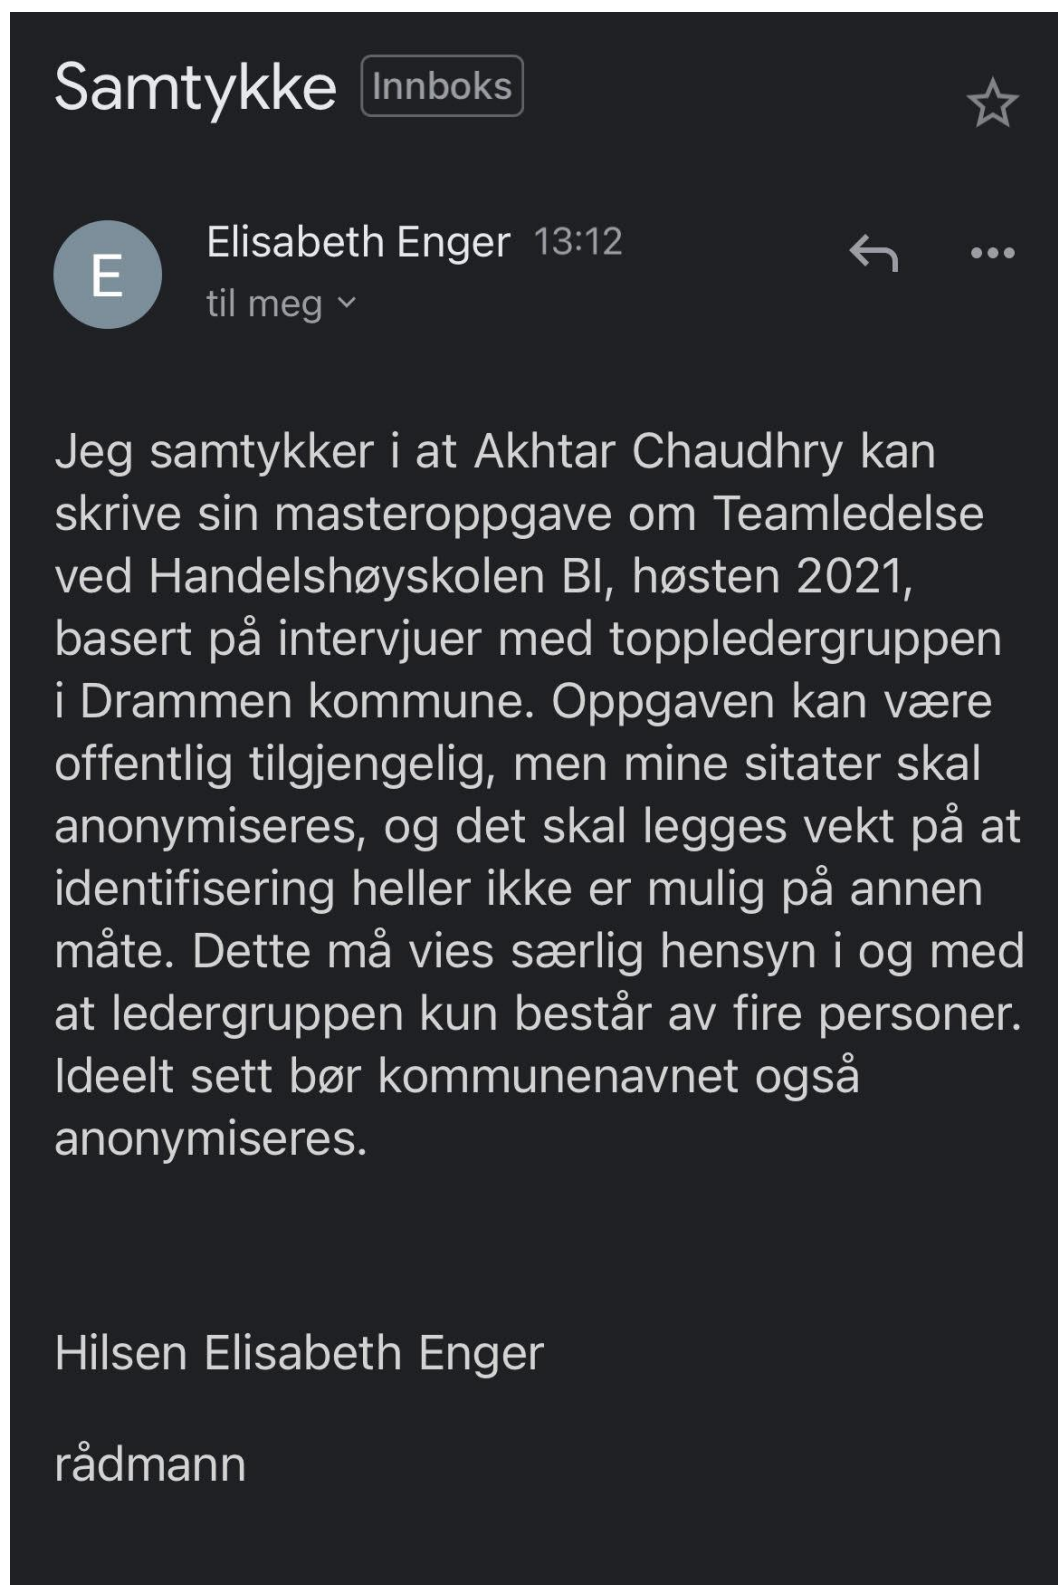 Samtykke Innboks
E
Elisabeth Enger 13:12
til meg
Jeg samtykker i at Akhtar Chaudhry kan
skrive sin masteroppgave om Teamledelse
ved Handelshøyskolen BI, høsten 2021,
basert på intervjuer med toppledergruppen
i Drammen kommune. Oppgaven kan være
offentlig tilgjengelig, men mine sitater skal
anonymiseres, og det skal legges vekt på at
identifisering heller ikke er mulig på annen
måte. Dette må vies særlig hensyn i og med
at ledergruppen kun består av fire personer.
Ideelt sett bør kommunenavnet også
anonymiseres.
Hilsen Elisabeth Enger
rådmann